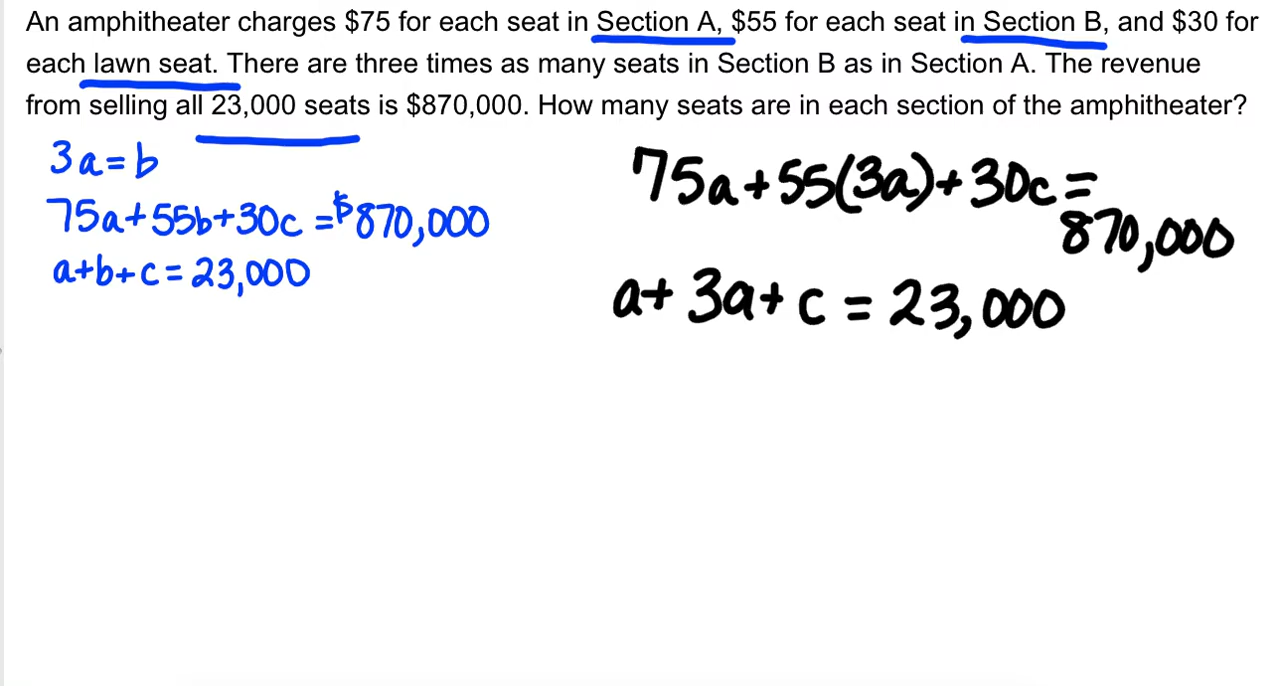 An amphitheater charges $75 for each seat in Section A, $55 for each seat in Section B, and $30 for
each lawn seat. There are three times as many seats in Section B as in Section A. The revenue
from selling all 23,000 seats is $870,000. How many seats are in each section of the amphitheater?
3a=b
75a+55b+30c=$870,000
a+b+c=23,000
75a+55(3a)+30c=
870,000
a+3a+c=23,000